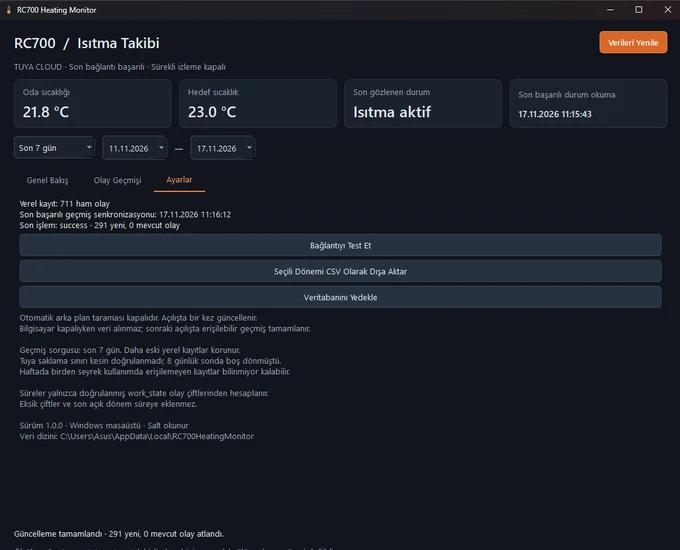 RC700 Heating Monitor
RC700 / Isıtma Takibi
Verileri Yenile
TUYA CLOUD · Son bağlantı başarılı · Sürekli izleme kapalı
Oda sıcaklığı
21.8 °C
Hedef sıcaklık
23.0 °C
Son gözlenen durum
Isıtma aktif
Son başarılı durum okuma
17.11.2026 11:15:43
Son 7 gün
11.11.2026
—
17.11.2026
Genel Bakış
Olay Geçmişi
Ayarlar
Yerel kayıt: 711 ham olay
Son başarılı geçmiş senkronizasyonu: 17.11.2026 11:16:12
Son işlem: success · 291 yeni, 0 mevcut olay
Bağlantıyı Test Et
Seçili Dönemi CSV Olarak Dışa Aktar
Veritabanını Yedekle
Otomatik arka plan taraması kapalıdır. Açılışta bir kez güncellenir.
Bilgisayar kapalıyken veri alınmaz; sonraki açılışta erişilebilir geçmiş tamamlanır.
Geçmiş sorgusu: son 7 gün. Daha eski yerel kayıtlar korunur.
Tuya saklama sınırı kesin doğrulanmadı; 8 günlük sonda boş dönmüştü.
Haftada birden seyrek kullanımda erişilemeyen kayıtlar bilinmiyor kalabilir.
Süreler yalnızca doğrulanmış work_state olay çiftlerinden hesaplanır.
Eksik çiftler ve son açık dönem süreye eklenmez.
Sürüm 1.0.0 · Windows masaüstü · Salt okunur
Veri dizini: C:\Users\Asus\AppData\Local\RC700HeatingMonitor
Güncelleme tamamlandı · 291 yeni, 0 mevcut olay atlandı.